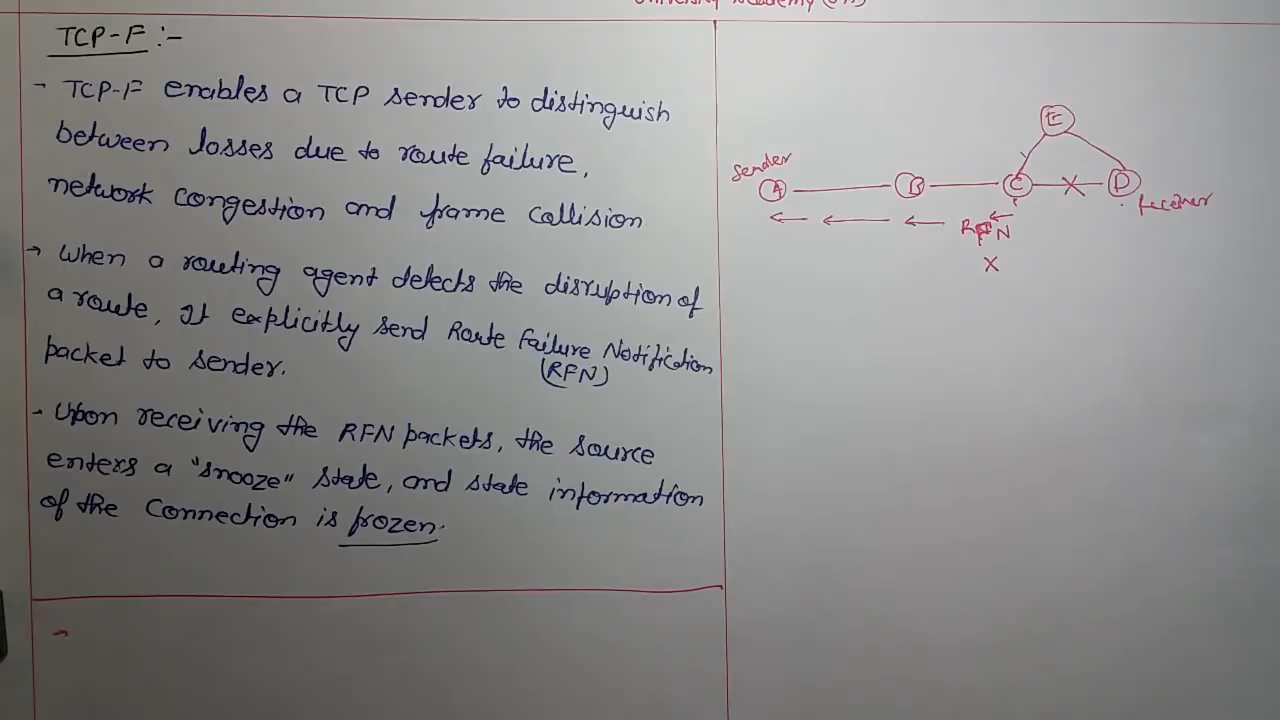 TCP-F :-
- TCP-F enables a TCP sender to distinguish
between losses due to route failure,
network congestion and frame collision
→ When a routing agent detects the disruption of
a route, It explicitly send Route Failure Notification
packet to sender.
(RFN)
- Upon receiving the RFN packets, the source
enters a "snooze" state, and state information
of the connection is frozen.
E
sender
A
B
C
X
D
receiver
RFN
X